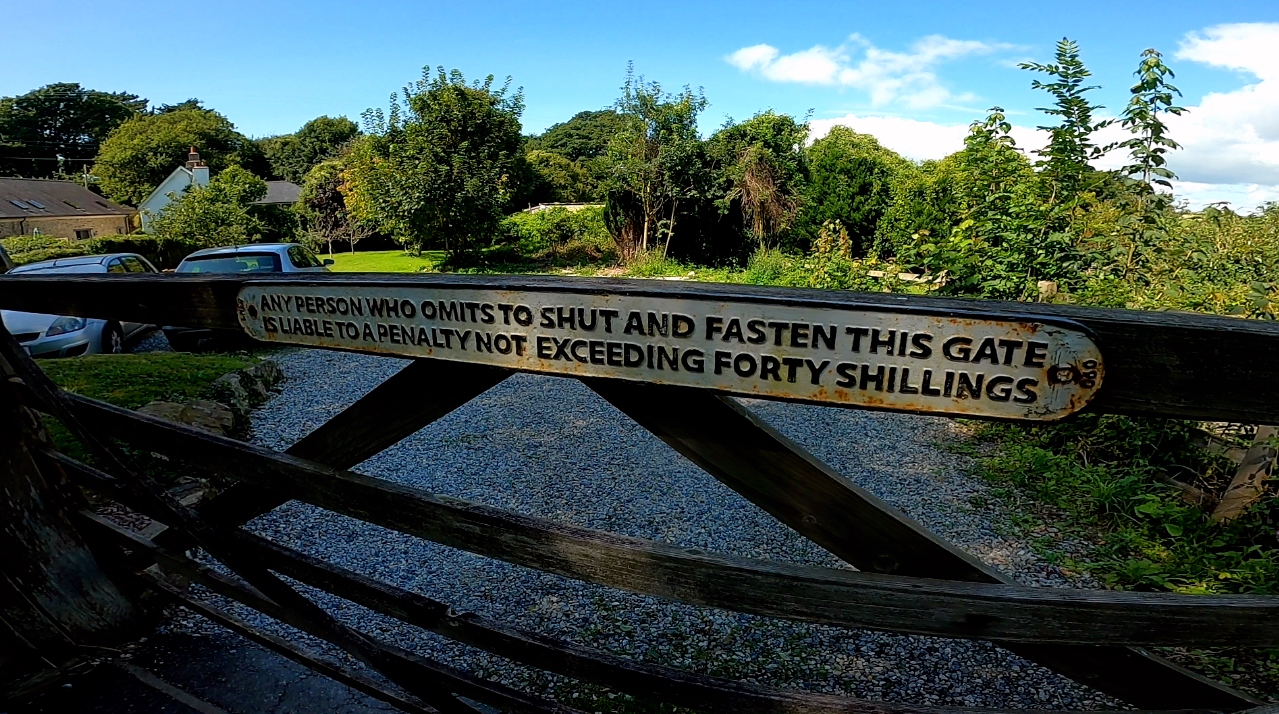 ANY PERSON WHO OMITS TO SHUT AND FASTEN THIS GATE
IS LIABLE TO A PENALTY NOT EXCEEDING FORTY SHILLINGS